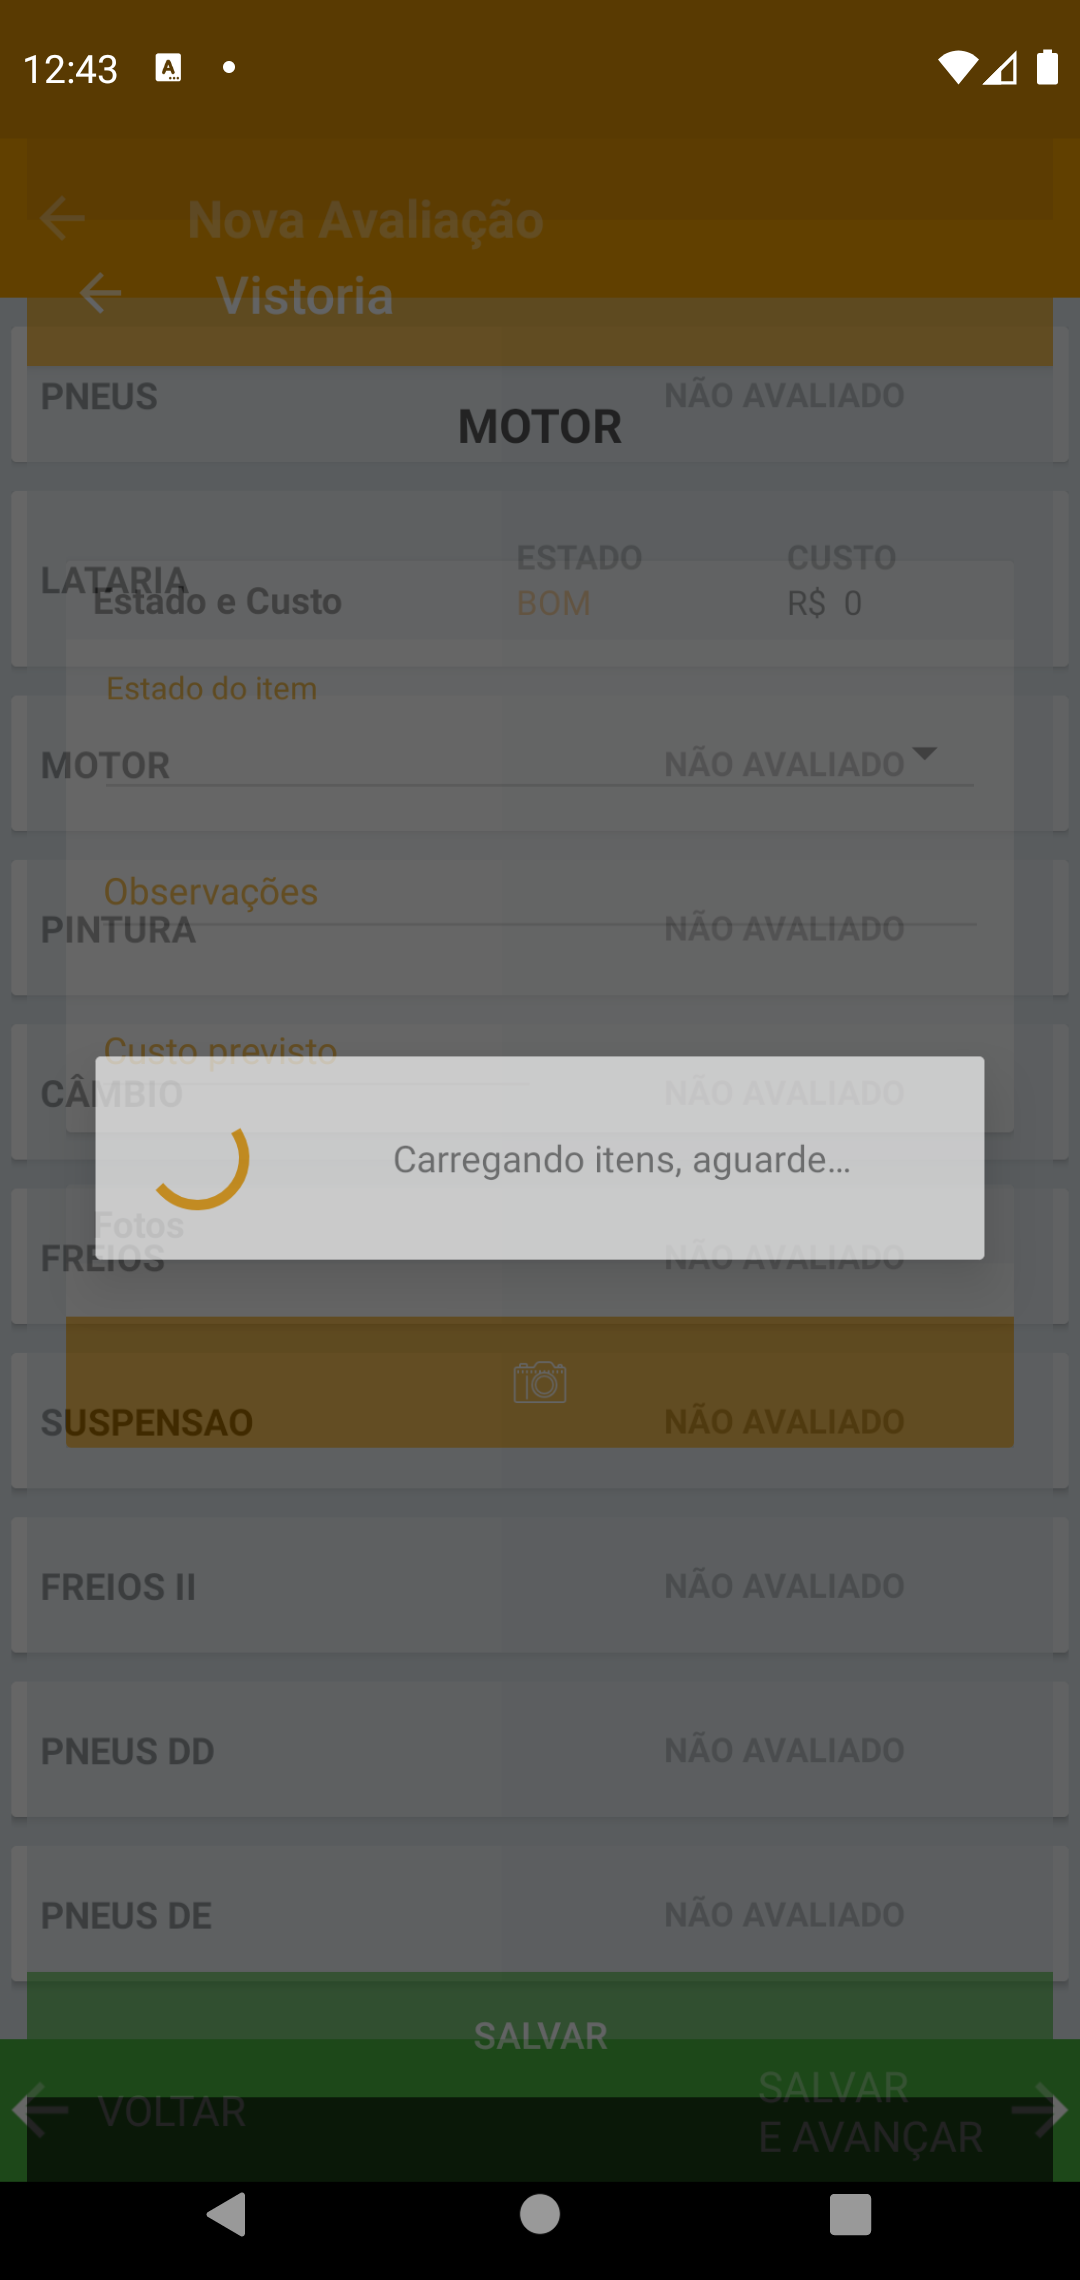 12:43
Nova Avaliação
Vistoria
PNEUS NÃO AVALIADO
MOTOR
LATARIA ESTADO CUSTO
BOM R$ 0
Estado e Custo
Estado do item
MOTOR NÃO AVALIADO
Observações
PINTURA NÃO AVALIADO
Custo previsto
CÂMBIO NÃO AVALIADO
Carregando itens, aguarde...
Fotos
FREIOS NÃO AVALIADO
SUSPENSAO NÃO AVALIADO
FREIOS II NÃO AVALIADO
PNEUS DD NÃO AVALIADO
PNEUS DE NÃO AVALIADO
SALVAR
VOLTAR
SALVAR
E AVANÇAR